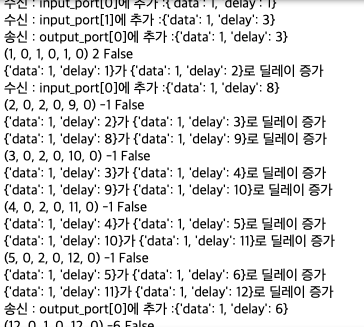 수신 : input_port[0]에 추가 :{'data': 1, 'delay': 1}
수신 : input_port[1]에 추가 :{'data': 1, 'delay': 3}
송신 : output_port[0]에 추가 :{'data': 1, 'delay': 3}
(1, 0, 1, 0, 1, 0) 2 False
{'data': 1, 'delay': 1}가 {'data': 1, 'delay': 2}로 딜레이 증가
수신 : input_port[0]에 추가 :{'data': 1, 'delay': 8}
(2, 0, 2, 0, 9, 0) -1 False
{'data': 1, 'delay': 2}가 {'data': 1, 'delay': 3}로 딜레이 증가
{'data': 1, 'delay': 8}가 {'data': 1, 'delay': 9}로 딜레이 증가
(3, 0, 2, 0, 10, 0) -1 False
{'data': 1, 'delay': 3}가 {'data': 1, 'delay': 4}로 딜레이 증가
{'data': 1, 'delay': 9}가 {'data': 1, 'delay': 10}로 딜레이 증가
(4, 0, 2, 0, 11, 0) -1 False
{'data': 1, 'delay': 4}가 {'data': 1, 'delay': 5}로 딜레이 증가
{'data': 1, 'delay': 10}가 {'data': 1, 'delay': 11}로 딜레이 증가
(5, 0, 2, 0, 12, 0) -1 False
{'data': 1, 'delay': 5}가 {'data': 1, 'delay': 6}로 딜레이 증가
{'data': 1, 'delay': 11}가 {'data': 1, 'delay': 12}로 딜레이 증가
송신 : output_port[0]에 추가 :{'data': 1, 'delay': 6}
(12, 0, 1, 0, 12, 0) -6 False